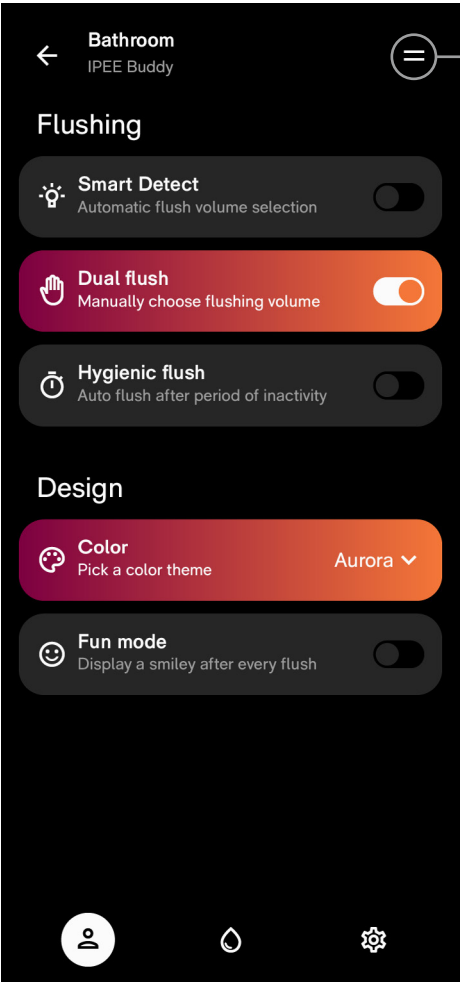 Bathroom
IPEE Buddy
Flushing
Smart Detect
Automatic flush volume selection
Dual flush
Manually choose flushing volume
Hygienic flush
Auto flush after period of inactivity
Design
Color
Pick a color theme
Aurora
Fun mode
Display a smiley after every flush